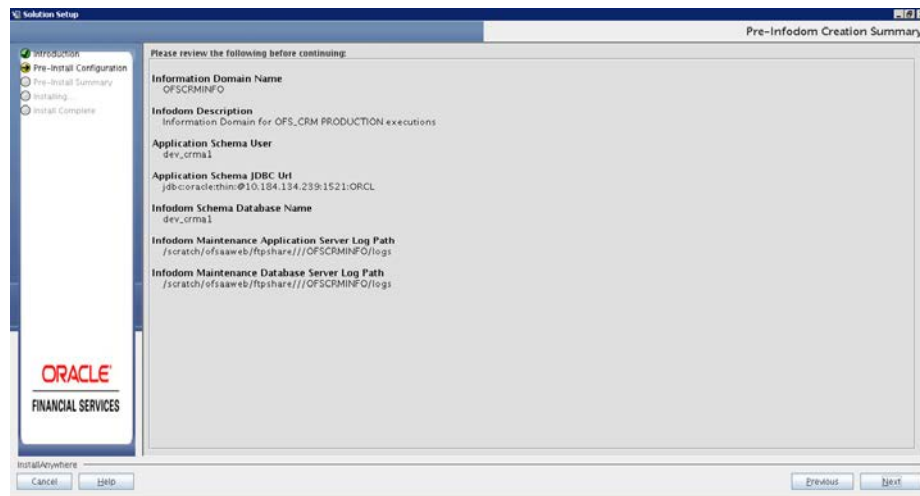 Solution Setup
Pre-Infodom Creation Summary
Introduction
Pre-Install Configuration
Pre-Install Summary
Installing...
Install Complete
Please review the following before continuing:
Information Domain Name
OFSCRMINFO
Infodom Description
Information Domain for OFS_CRM PRODUCTION executions
Application Schema User
dev_crma1
Application Schema JDBC Url
jdbc:oracle:thin:@10.184.134.239:1521:ORCL
Infodom Schema Database Name
dev_crma1
Infodom Maintenance Application Server Log Path
/scratch/ofsaaweb/ftpshare///OFSCRMINFO/logs
Infodom Maintenance Database Server Log Path
/scratch/ofsaaweb/ftpshare///OFSCRMINFO/logs
ORACLE
FINANCIAL SERVICES
InstallAnywhere
Cancel
Help
Previous
Next